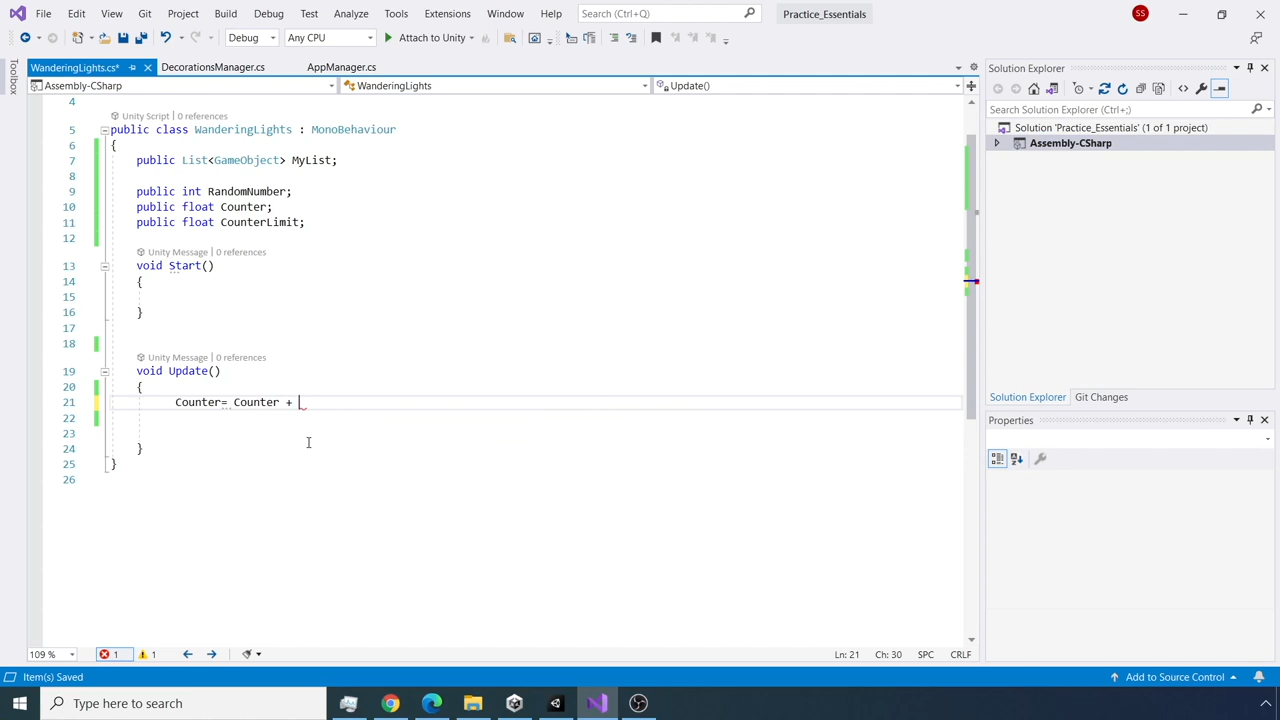 File Edit View Git Project Build Debug Test Analyze Tools Extensions Window Help Search (Ctrl+Q) Practice_Essentials SS
Debug Any CPU Attach to Unity
Toolbox
WanderingLights.cs* DecorationsManager.cs AppManager.cs
Assembly-CSharp WanderingLights Update()
4
Unity Script | 0 references
5 public class WanderingLights : MonoBehaviour
6 {
7 public List<GameObject> MyList;
8
9 public int RandomNumber;
10 public float Counter;
11 public float CounterLimit;
12
Unity Message | 0 references
13 void Start()
14 {
15
16 }
17
18
Unity Message | 0 references
19 void Update()
20 {
21 Counter= Counter +
22
23
24 }
25 }
26
109 % 1 1 Ln: 21 Ch: 30 SPC CRLF
Solution Explorer
Search Solution Explorer (Ctrl+;)
Solution 'Practice_Essentials' (1 of 1 project)
Assembly-CSharp
Solution Explorer Git Changes
Properties
Item(s) Saved Add to Source Control
Type here to search